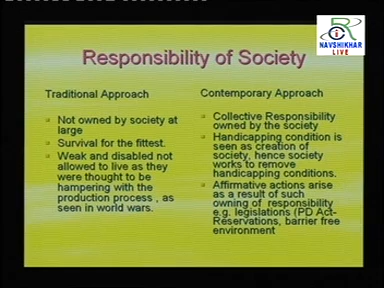 NAVSHIKHAR
LIVE
Responsibility of Society
Traditional Approach
Not owned by society at
large
Survival for the fittest.
Weak and disabled not
allowed to live as they
were thought to be
hampering with the
production process , as
seen in world wars.
Contemporary Approach
Collective Responsibility
owned by the society
Handicapping condition is
seen as creation of
society, hence society
works to remove
handicapping conditions.
Affirmative actions arise
as a result of such
owning of responsibility
e.g. legislations (PD Act-
Reservations, barrier free
environment